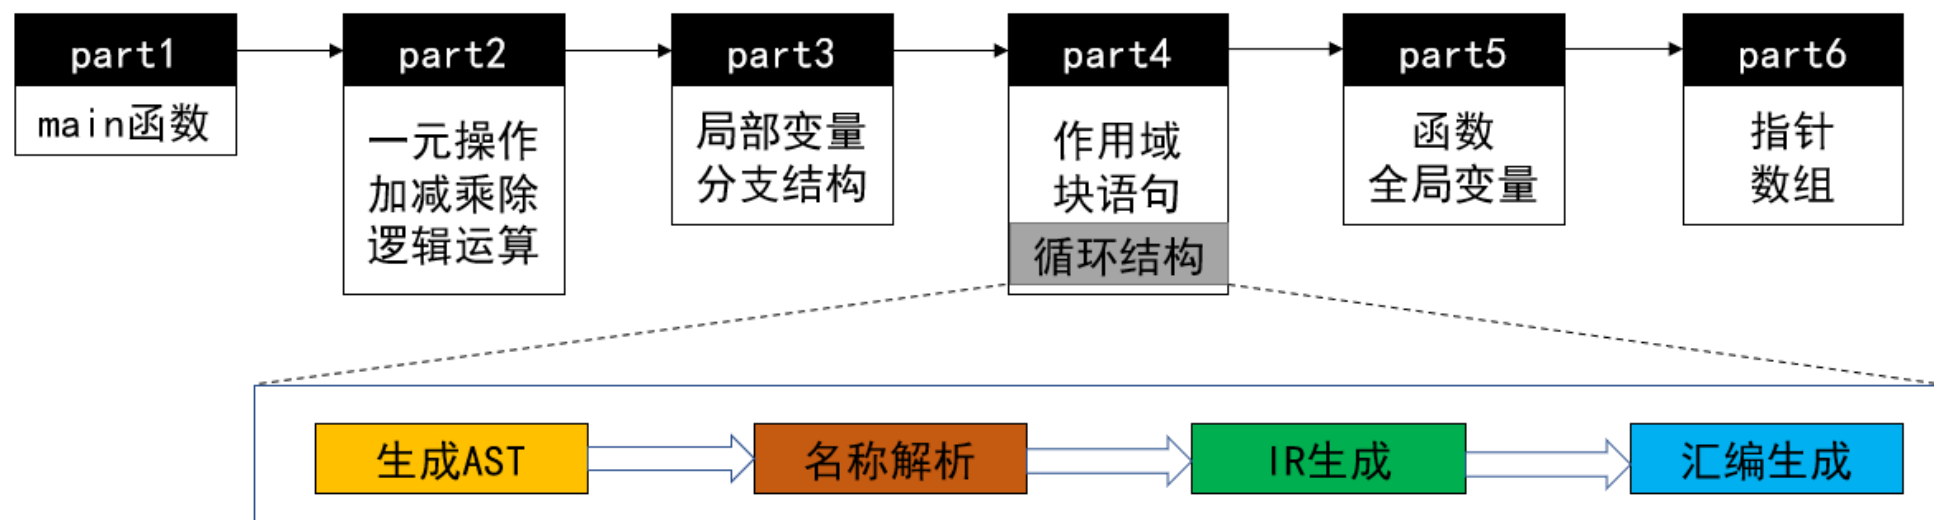 part1
main函数
part2
一元操作
加减乘除
逻辑运算
part3
局部变量
分支结构
part4
作用域
块语句
循环结构
part5
函数
全局变量
part6
指针
数组
生成AST
名称解析
IR生成
汇编生成